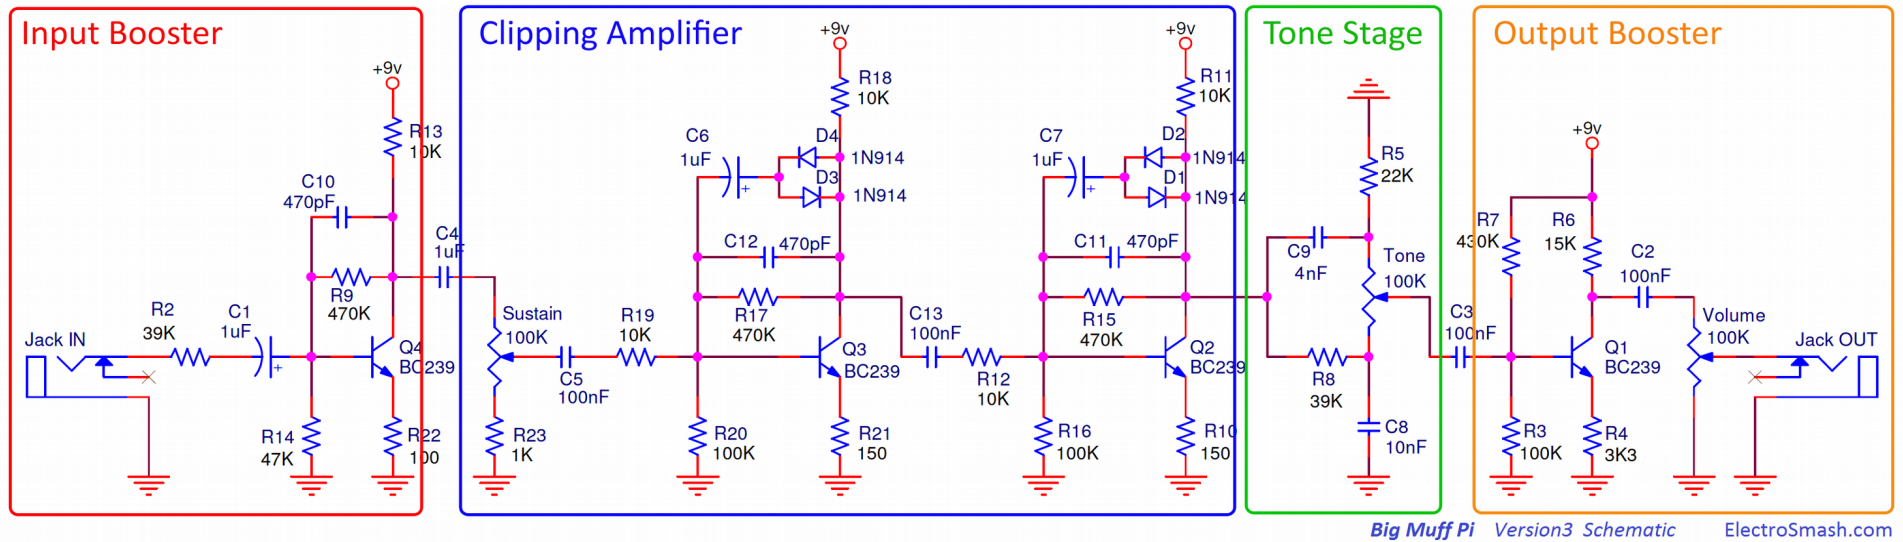 Input Booster
Clipping Amplifier
Tone Stage
Output Booster
+9v
R13
10K
C10
470pF
R9
470K
C4
1uF
R2
39K
C1
1uF
Jack IN
Q4
BC239
R14
47K
R22
100
+9v
R18
10K
C6
1uF
D4
1N914
D3
1N914
C12 470pF
R17
470K
Sustain
100K
R19
10K
C5
100nF
Q3
BC239
R23
1K
R20
100K
R21
150
C13
100nF
R12
10K
+9v
R11
10K
C7
1uF
D2
1N914
D1
1N914
C11 470pF
R15
470K
Q2
BC239
R16
100K
R10
150
R5
22K
C9
4nF
Tone
100K
R8
39K
C8
10nF
C3
100nF
+9v
R7
430K
R6
15K
C2
100nF
Q1
BC239
Volume
100K
Jack OUT
R3
100K
R4
3K3
Big Muff Pi Version3 Schematic ElectroSmash.com